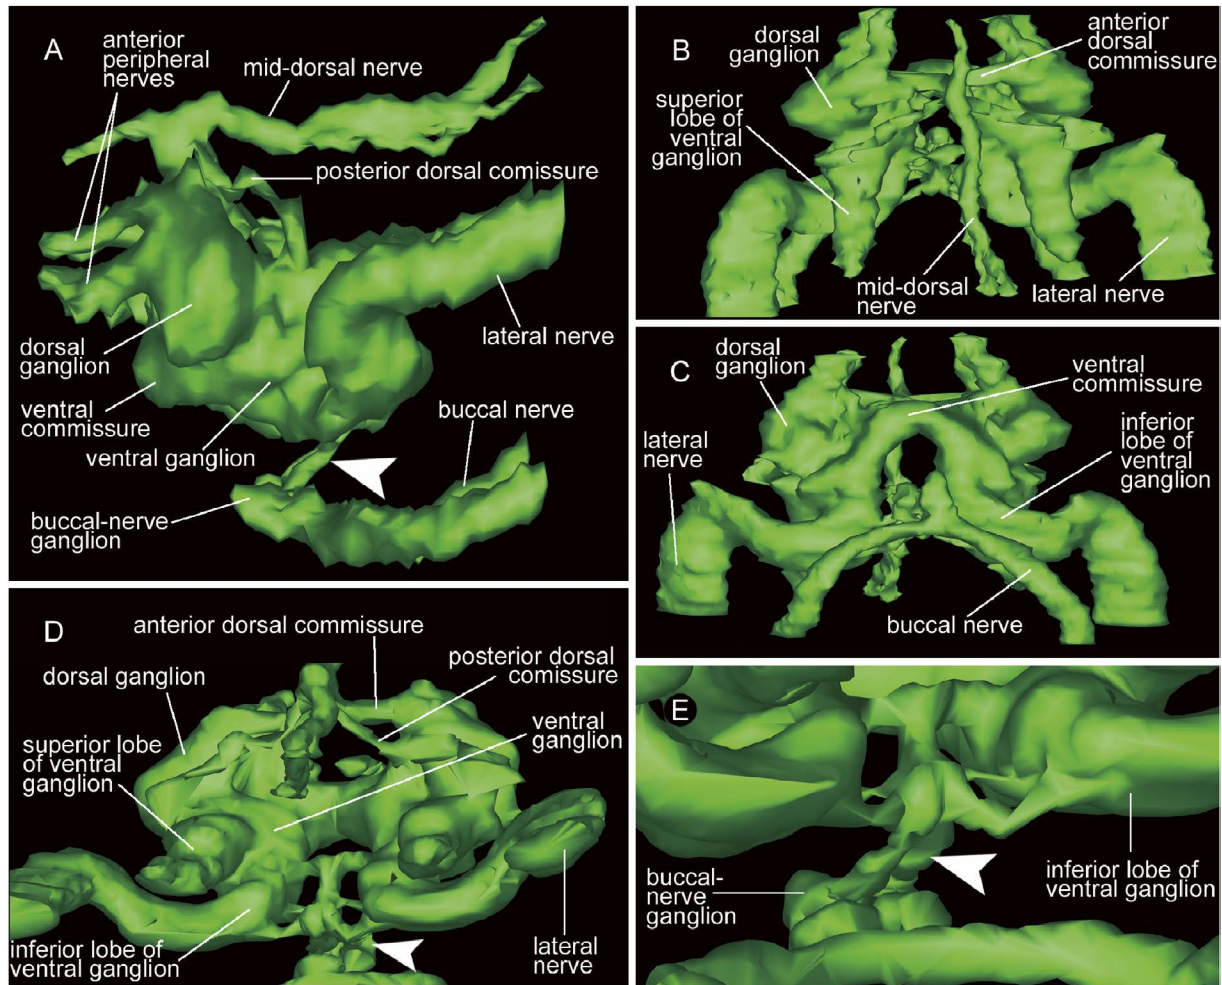 A
anterior
peripheral
nerves
mid-dorsal nerve
posterior dorsal comissure
lateral nerve
dorsal
ganglion
ventral
commissure
ventral ganglion
buccal nerve
buccal-nerve
ganglion
B
dorsal
ganglion
anterior
dorsal
commissure
superior
lobe of
ventral
ganglion
mid-dorsal
nerve
lateral nerve
C
dorsal
ganglion
ventral
commissure
lateral
nerve
inferior
lobe of
ventral
ganglion
buccal nerve
D
anterior dorsal commissure
dorsal ganglion
posterior dorsal
comissure
superior lobe
of ventral
ganglion
ventral
ganglion
inferior lobe of
ventral ganglion
lateral
nerve
E
buccal-
nerve
ganglion
inferior lobe of
ventral ganglion